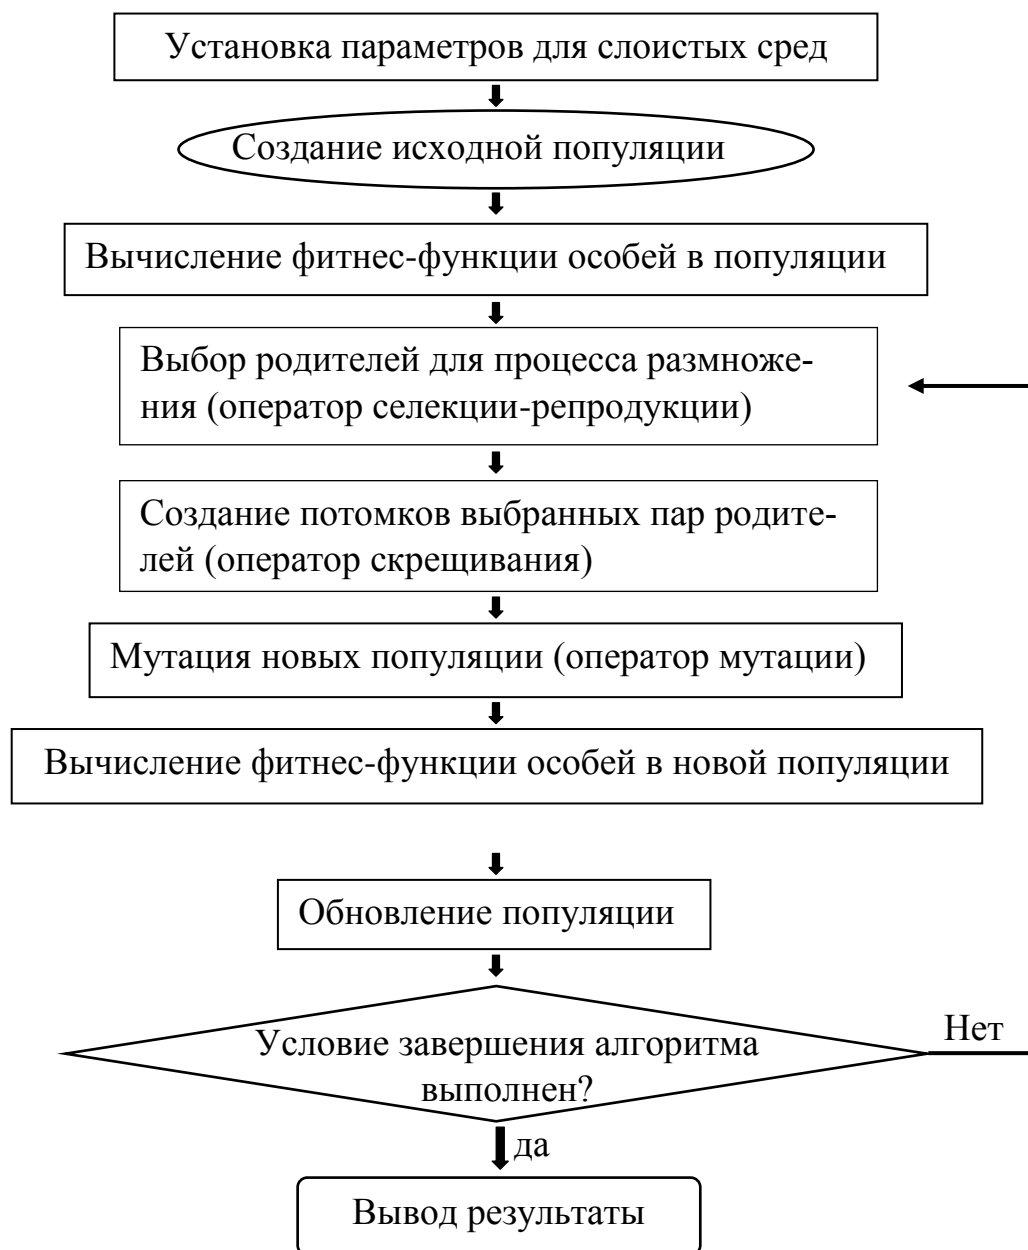 Установка параметров для слоистых сред
Создание исходной популяции
Вычисление фитнес-функции особей в популяции
Выбор родителей для процесса размноже-
ния (оператор селекции-репродукции)
Создание потомков выбранных пар родите-
лей (оператор скрещивания)
Мутация новых популяции (оператор мутации)
Вычисление фитнес-функции особей в новой популяции
Обновление популяции
Условие завершения алгоритма
выполнен?
Нет
да
Вывод результаты